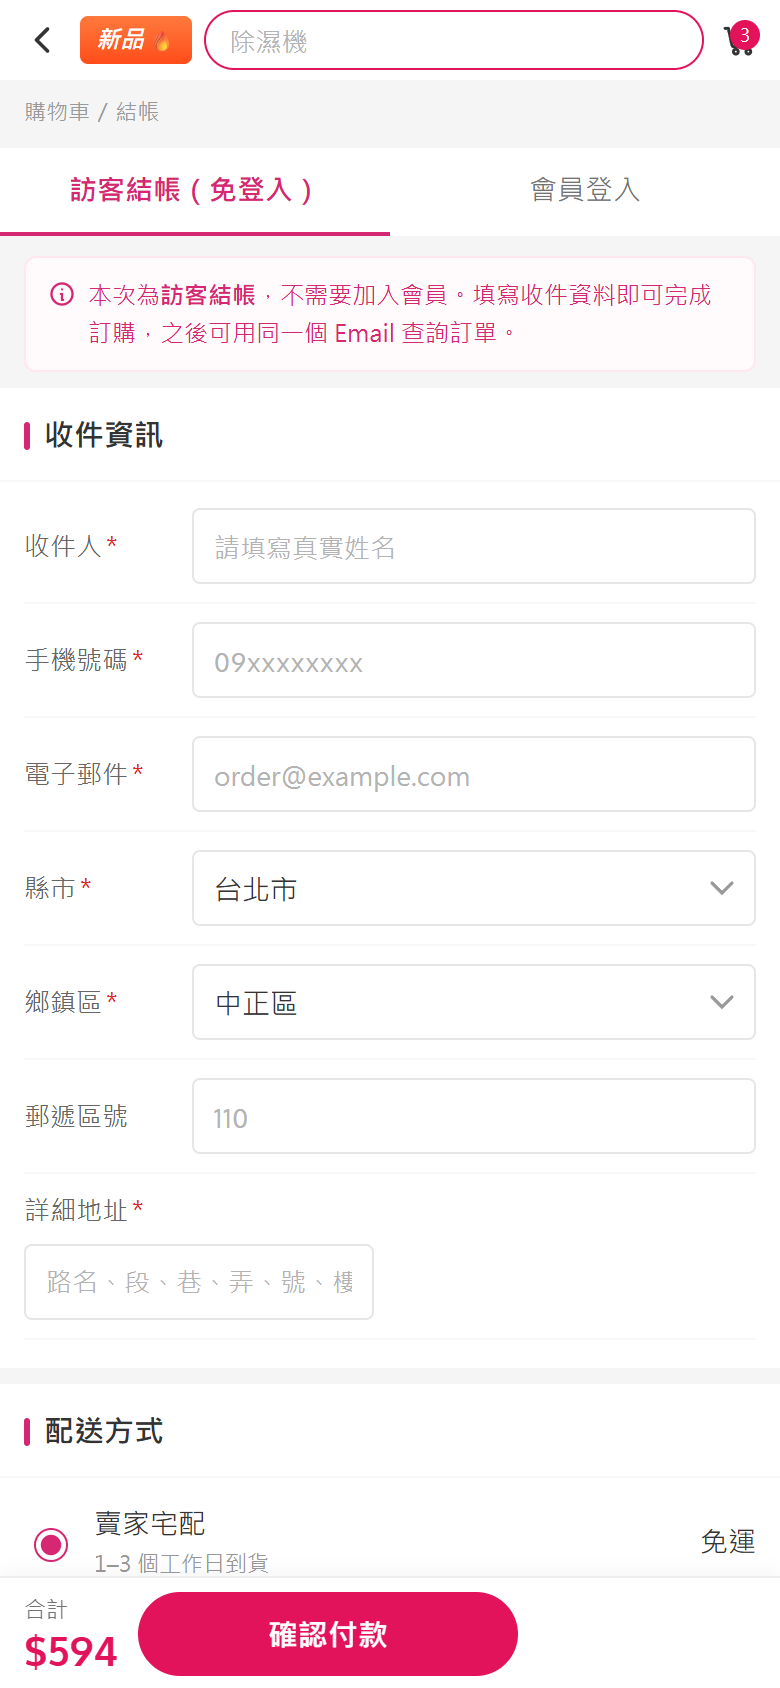 新品🔥
除濕機
3
購物車 / 結帳
訪客結帳 ( 免登入 )
會員登入
本次為訪客結帳，不需要加入會員。填寫收件資料即可完成
訂購，之後可用同一個 Email 查詢訂單。
收件資訊
收件人*
請填寫真實姓名
手機號碼*
09xxxxxxxx
電子郵件*
order@example.com
縣市*
台北市
鄉鎮區*
中正區
郵遞區號
110
詳細地址*
路名、段、巷、弄、號、樓
配送方式
賣家宅配
1–3 個工作日到貨
免運
合計
$594
確認付款